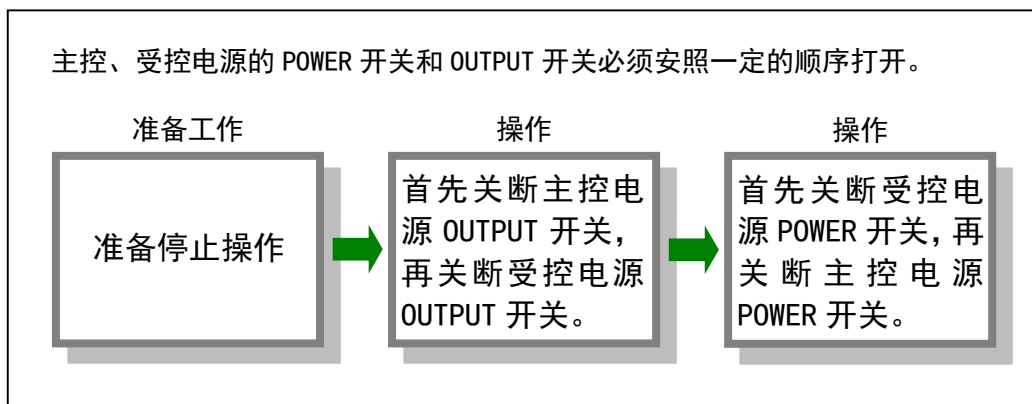 主控、受控电源的 POWER 开关和 OUTPUT 开关必须安照一定的顺序打开。
准备工作
操作
操作
准备停止操作
首先关断主控电
源 OUTPUT 开关，
再关断受控电源
OUTPUT 开关。
首先关断受控电
源 POWER 开关，再
关断主控电源
POWER 开关。